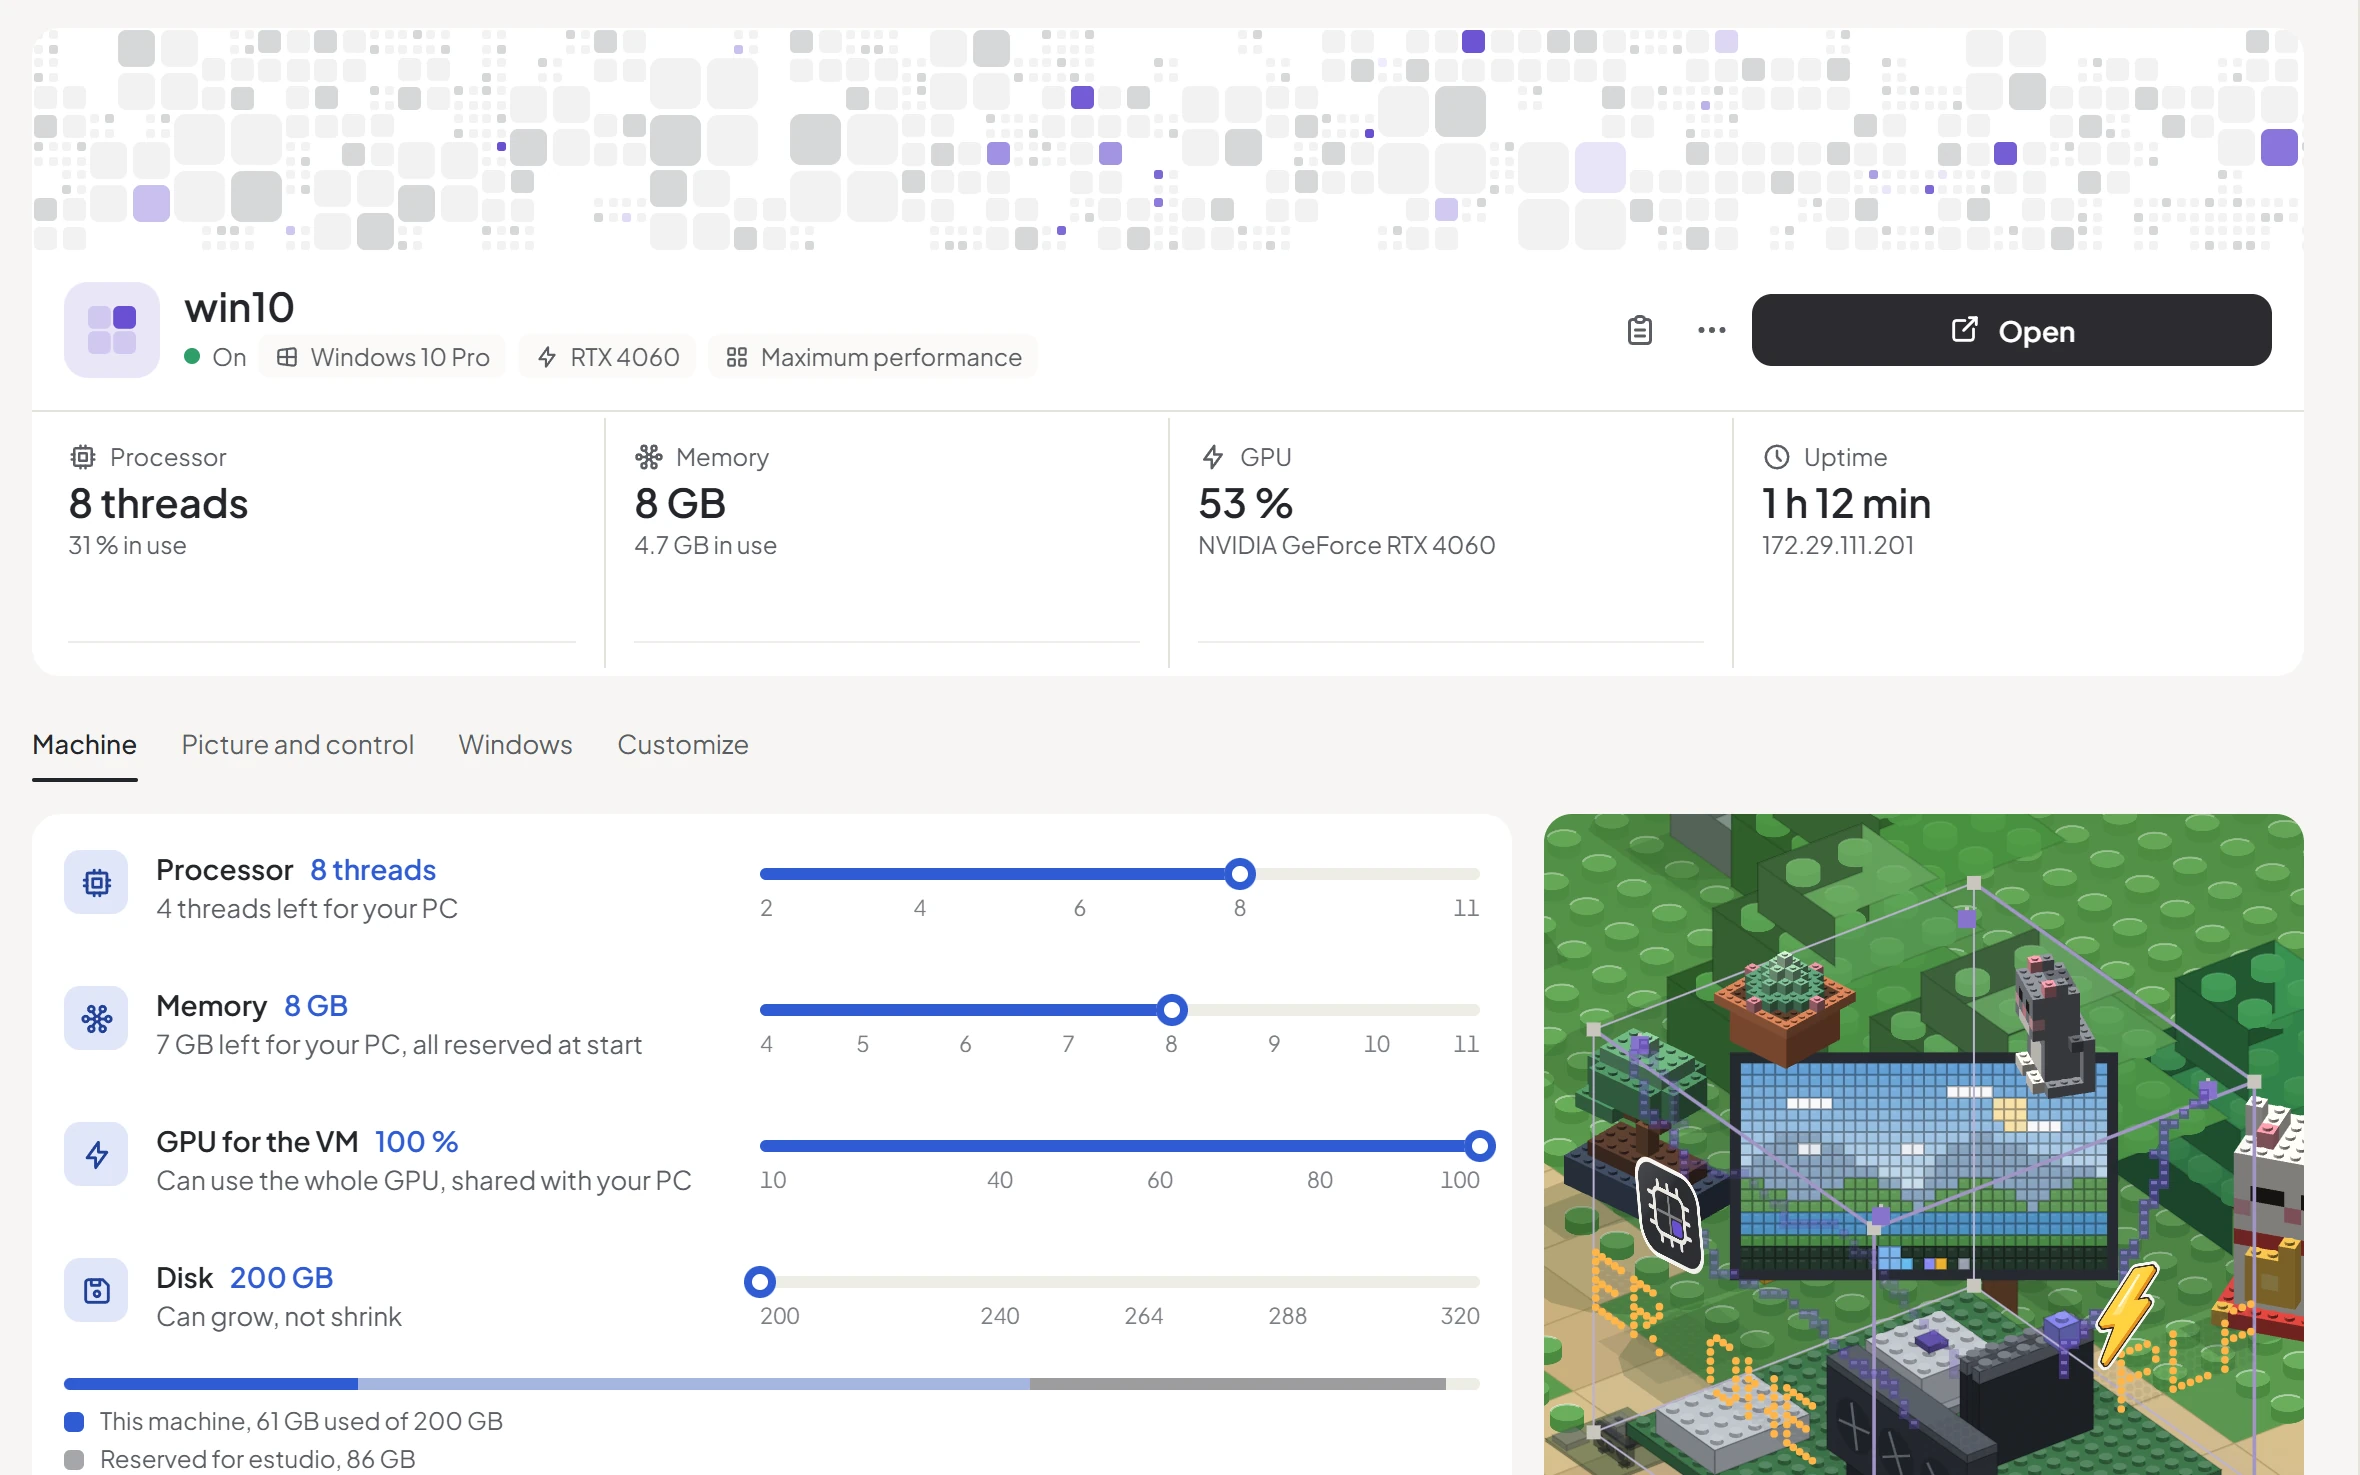 win10
On
Windows 10 Pro
RTX 4060
Maximum performance
Open
Processor
8 threads
31 % in use
Memory
8 GB
4.7 GB in use
GPU
53 %
NVIDIA GeForce RTX 4060
Uptime
1 h 12 min
172.29.111.201
Machine
Picture and control
Windows
Customize
Processor 8 threads
4 threads left for your PC
2 4 6 8 11
Memory 8 GB
7 GB left for your PC, all reserved at start
4 5 6 7 8 9 10 11
GPU for the VM 100 %
Can use the whole GPU, shared with your PC
10 40 60 80 100
Disk 200 GB
Can grow, not shrink
200 240 264 288 320
This machine, 61 GB used of 200 GB
Reserved for estudio, 86 GB